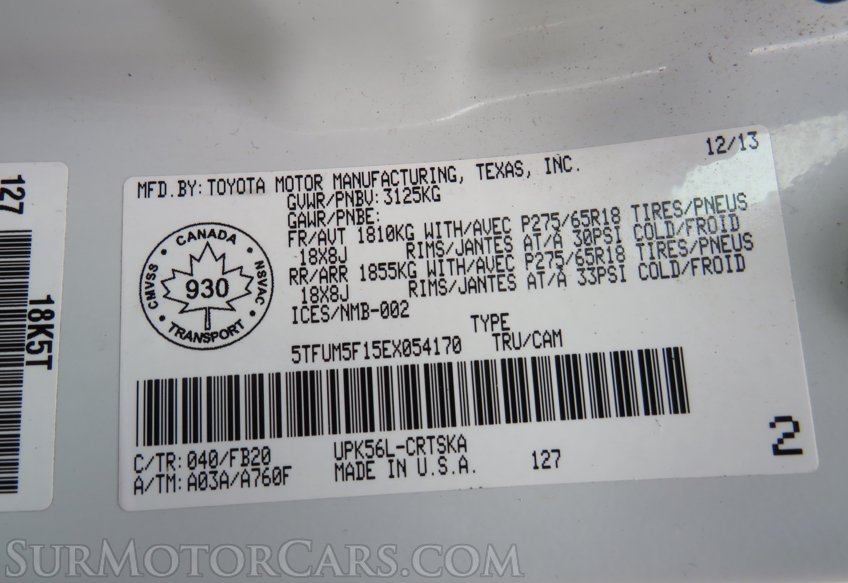 12/13
MFD.BY: TOYOTA MOTOR MANUFACTURING, TEXAS, INC.
GVWR/PNBV: 3125KG
GAWR/PNBE:
FR/AVT 1810KG WITH/AVEC P275/65R18 TIRES/PNEUS
18X8J RIMS/JANTES AT/A 30PSI COLD/FROID
RR/ARR 1855KG WITH/AVEC P275/65R18 TIRES/PNEUS
18X8J RIMS/JANTES AT/A 33PSI COLD/FROID
ICES/NMB-002
TYPE
5TFUM5F15EX054170 TRU/CAM
CANADA
CMVSS 930 NSVAC
TRANSPORT
C/TR: 040/FB20 UPK56L-CRTSKA
A/TM: A03A/A760F MADE IN U.S.A. 127
2
127
18K5T
SurMotorCars.com